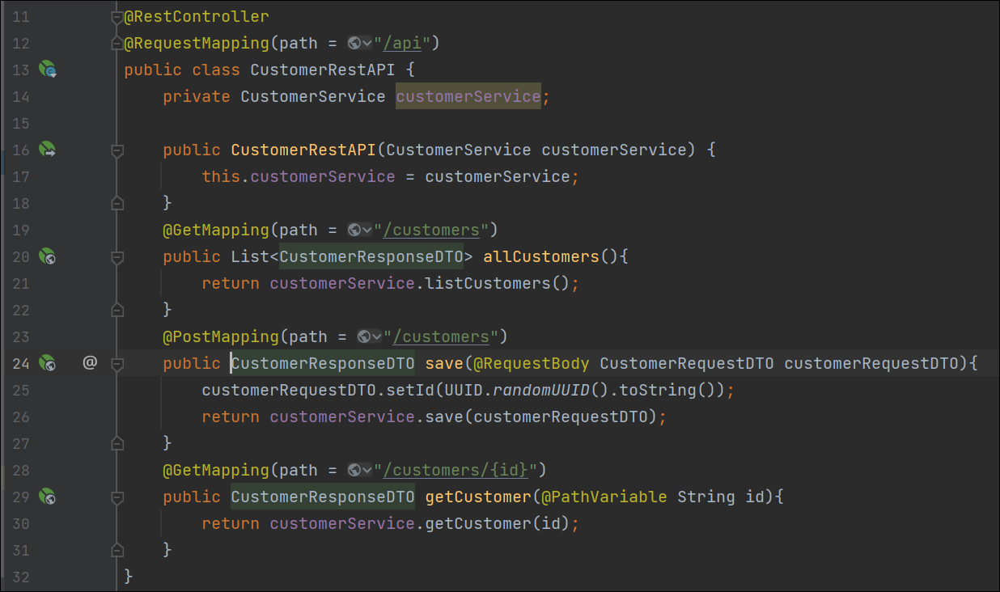 11 @RestController
12 @RequestMapping(path = "/api")
13 public class CustomerRestAPI {
14     private CustomerService customerService;
15
16     public CustomerRestAPI(CustomerService customerService) {
17         this.customerService = customerService;
18     }
19     @GetMapping(path = "/customers")
20     public List<CustomerResponseDTO> allCustomers(){
21         return customerService.listCustomers();
22     }
23     @PostMapping(path = "/customers")
24 @   public CustomerResponseDTO save(@RequestBody CustomerRequestDTO customerRequestDTO){
25         customerRequestDTO.setId(UUID.randomUUID().toString());
26         return customerService.save(customerRequestDTO);
27     }
28     @GetMapping(path = "/customers/{id}")
29     public CustomerResponseDTO getCustomer(@PathVariable String id){
30         return customerService.getCustomer(id);
31     }
32 }